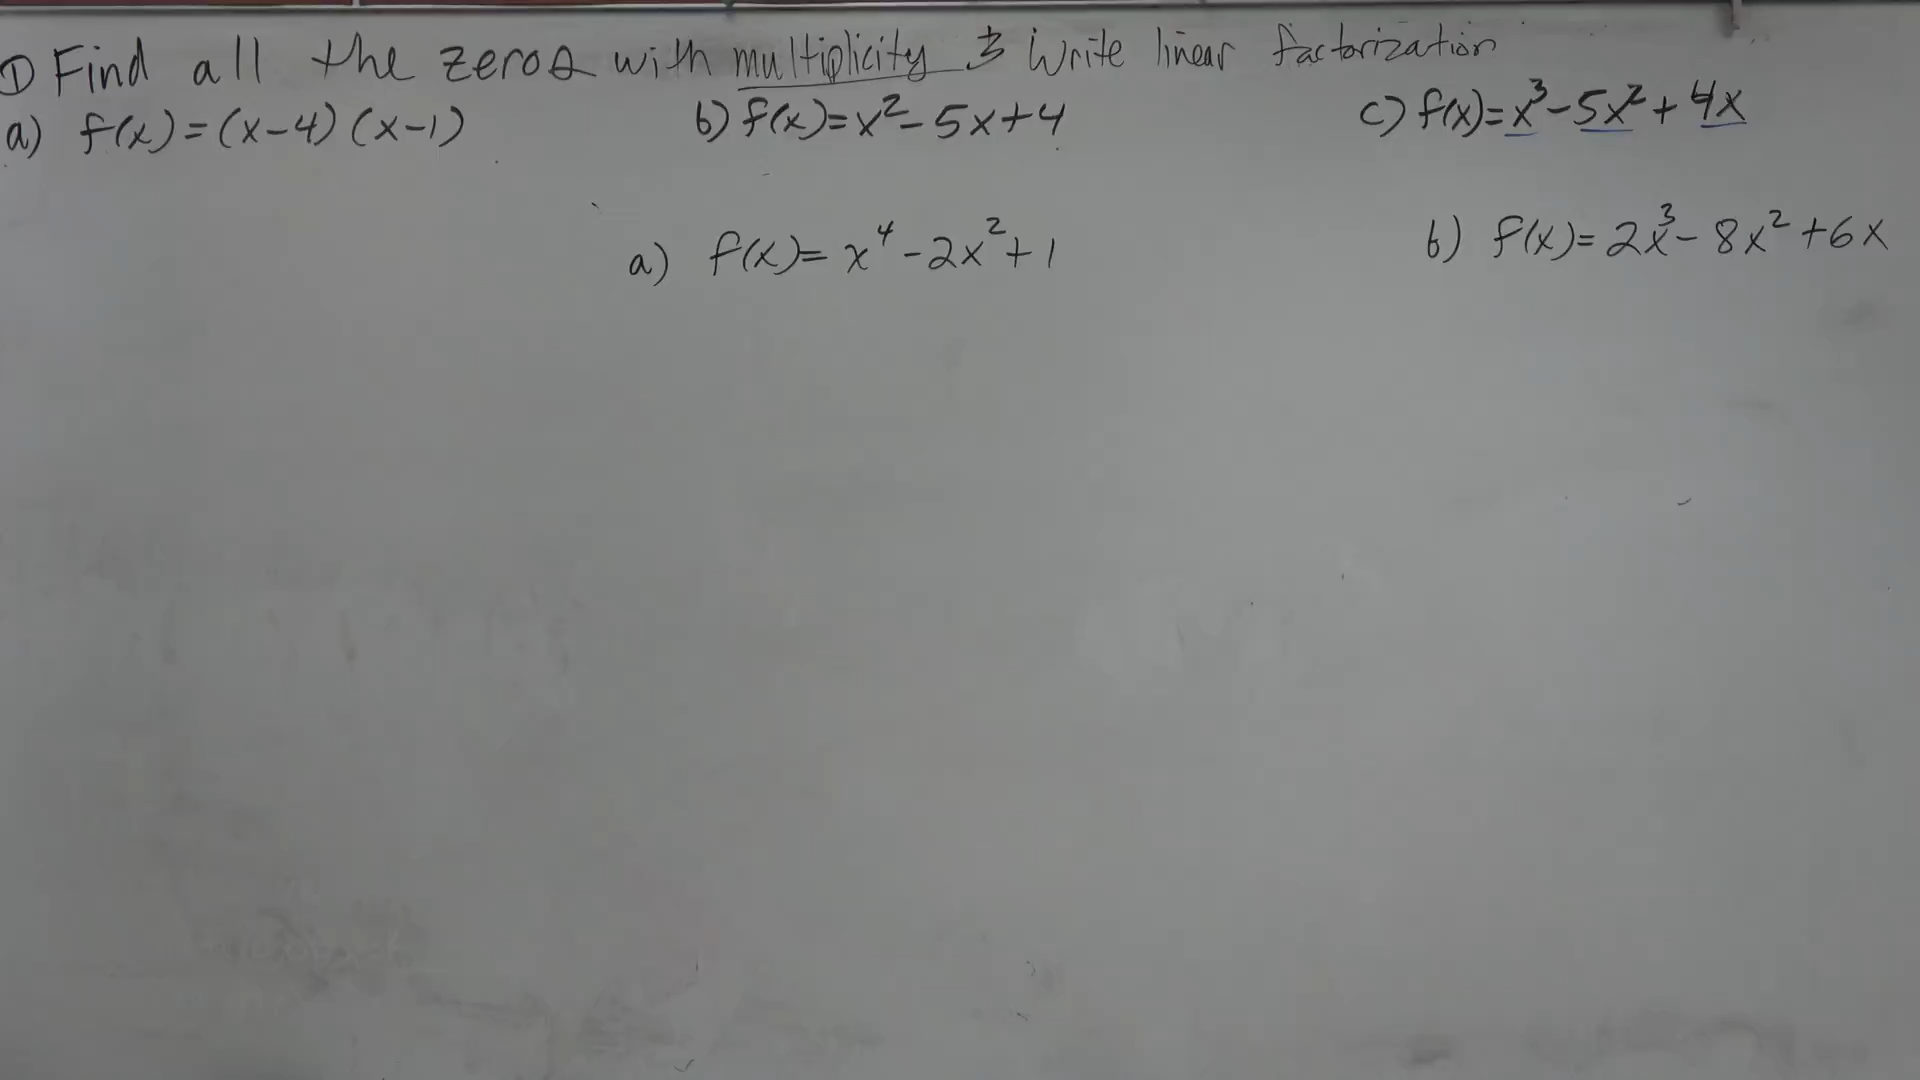 ① Find all the zeros with multiplicity & Write linear factorization
a) f(x)=(x-4)(x-1) b) f(x)=x²-5x+4 c) f(x)=x³-5x²+4x
a) f(x)=x⁴-2x²+1 b) f(x)=2x³-8x²+6x